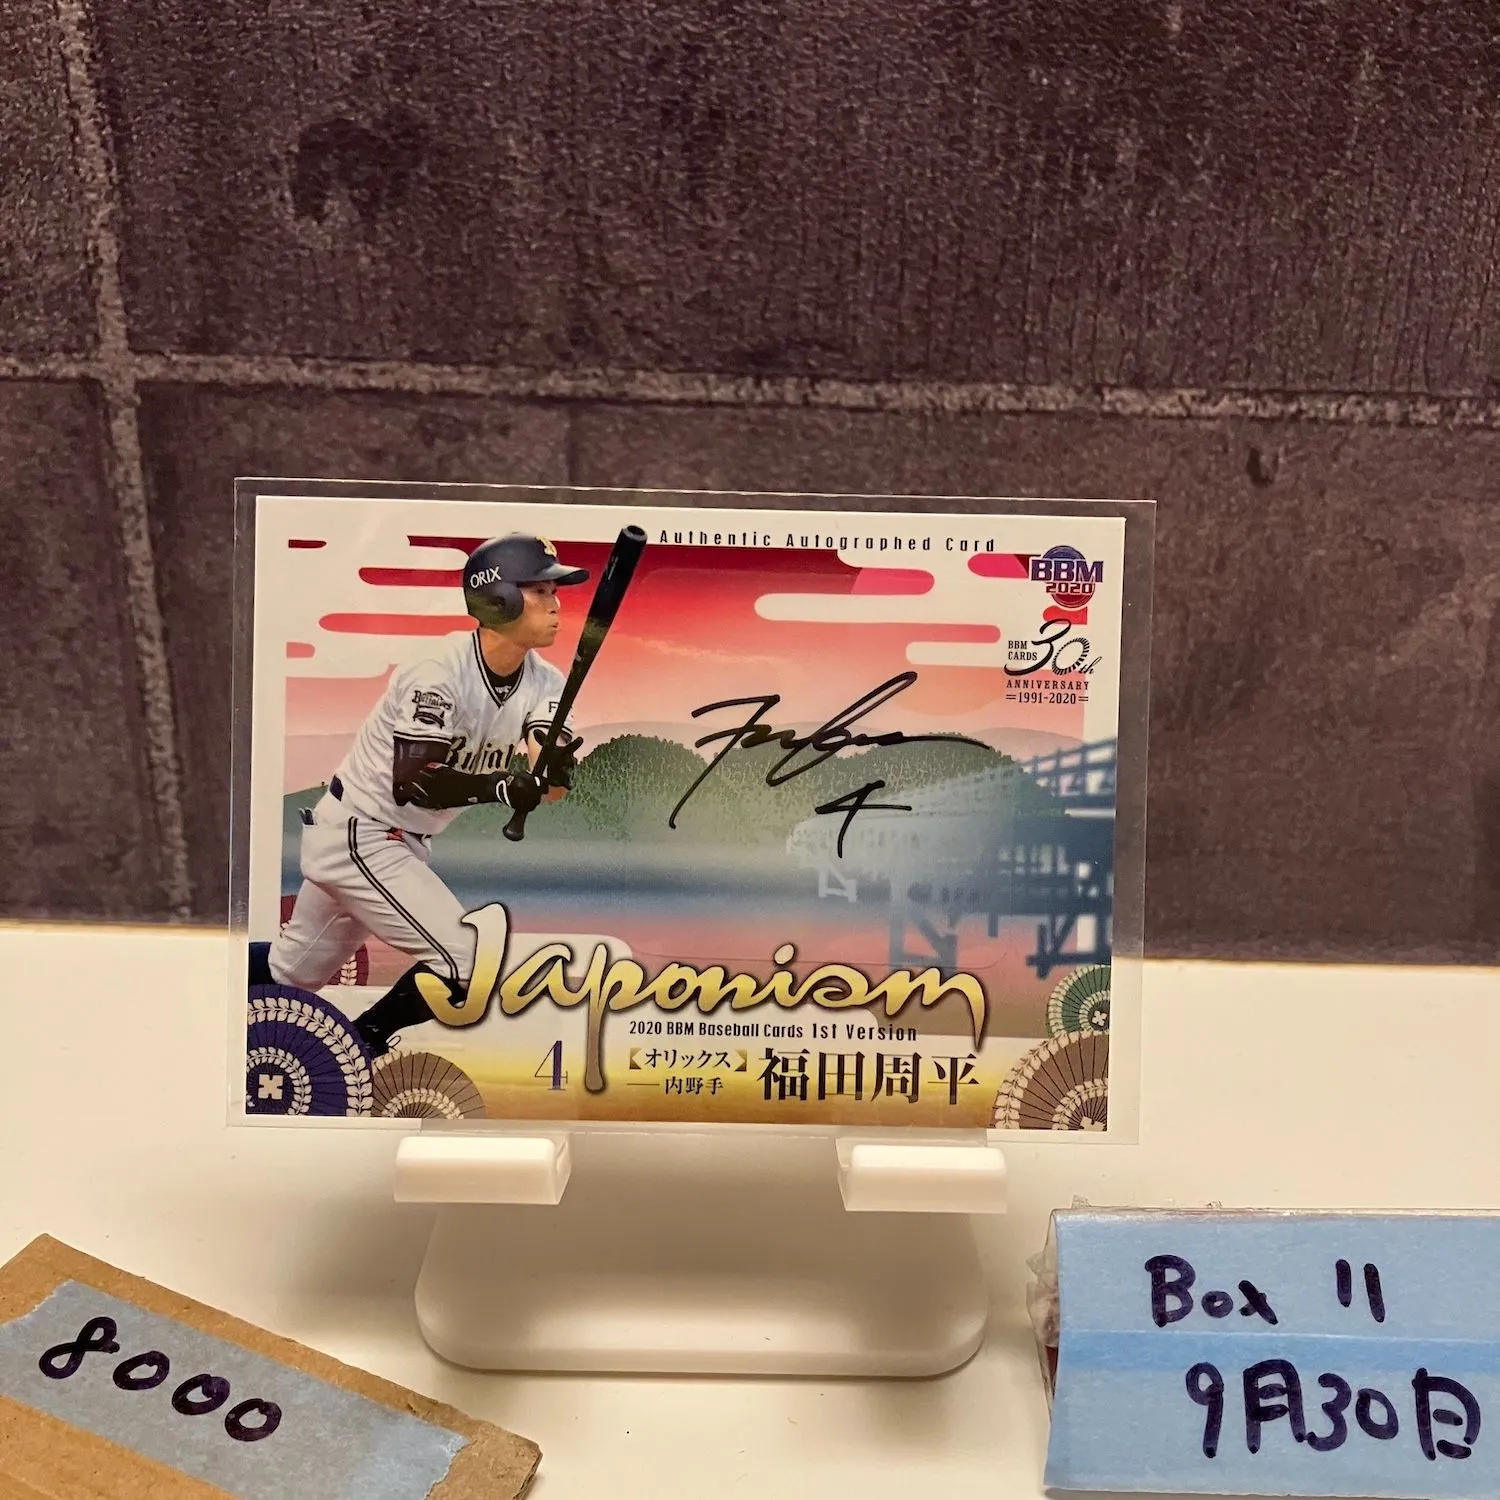 Authentic Autographed Card
BBM
2020
BBM
CARDS 30th
ANNIVERSARY
=1991-2020=
ORIX
Buffaloes
Japonism
2020 BBM Baseball Cards 1st Version
4
【オリックス】
内野手
福田周平
4
8000
Box 11
9月30日